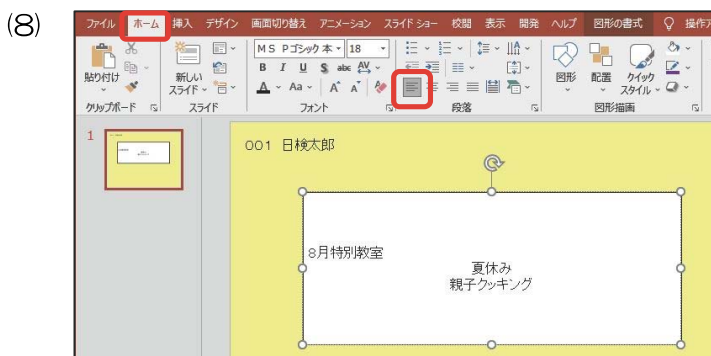 (8)
ファイル ホーム 挿入 デザイン 画面切り替え アニメーション スライド ショー 校閲 表示 開発 ヘルプ 図形の書式 操作ア
MS Pゴシック 本 18
B I U S abc AV
A Aa A A
貼り付け
新しい
スライド
図形 配置 クイック
スタイル
クリップボード スライド フォント 段落 図形描画
1
001 日検太郎
8月特別教室
夏休み
親子クッキング